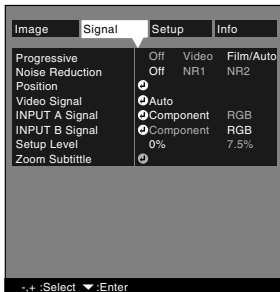 Image Signal Setup Info
Progressive Off Video Film/Auto
Noise Reduction Off NR1 NR2
Position
Video Signal Auto
INPUT A Signal Component RGB
INPUT B Signal Component RGB
Setup Level 0% 7.5%
Zoom Subtittle
-,+ :Select ▼ :Enter